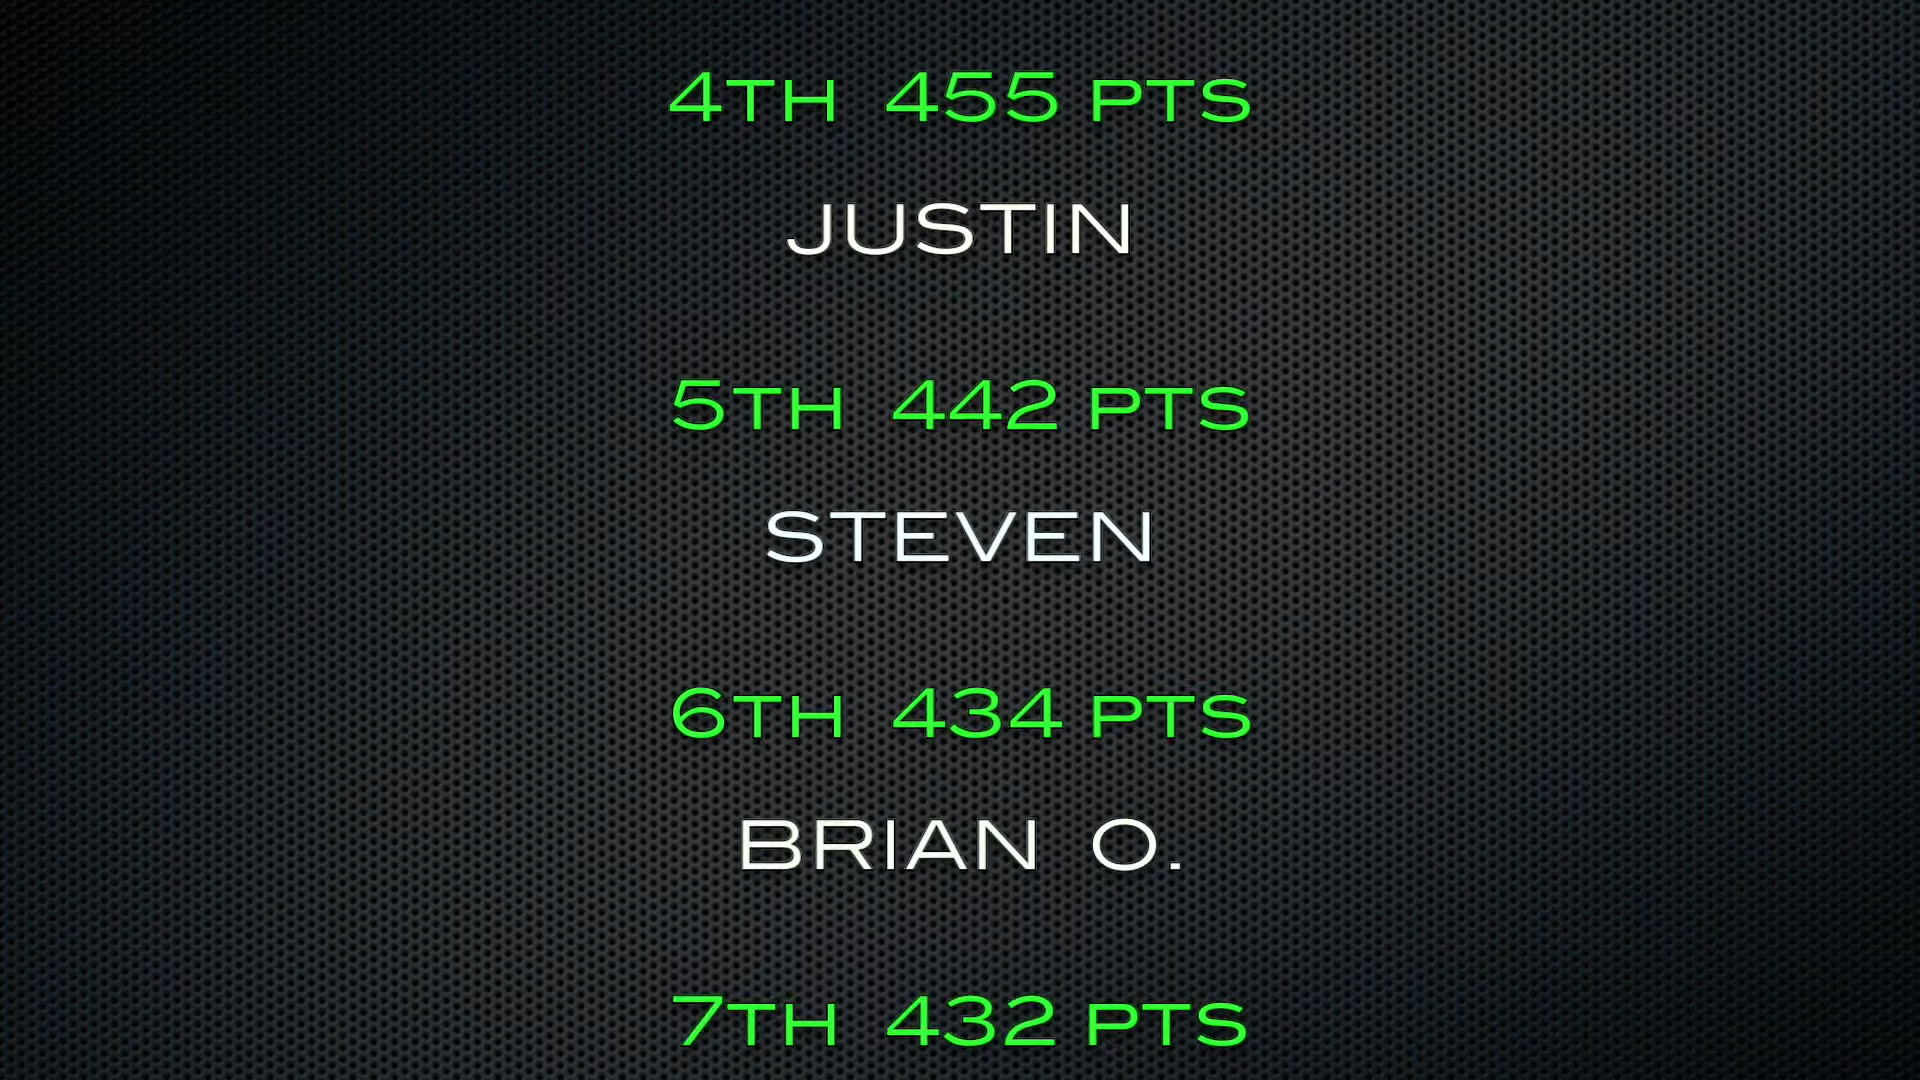 4TH 455 PTS
JUSTIN
5TH 442 PTS
STEVEN
6TH 434 PTS
BRIAN O.
7TH 432 PTS